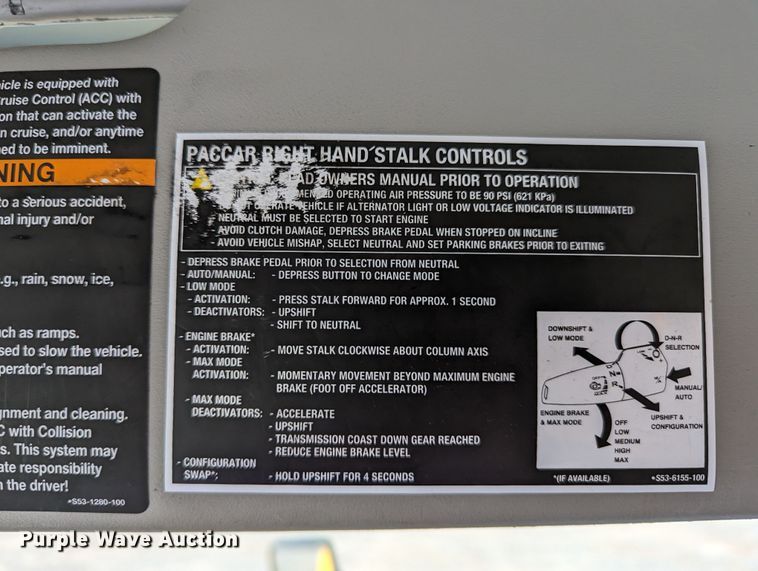 icle is equipped with
ruise Control (ACC) with
on that can activate the
n cruise, and/or anytime
ned to be imminent.
NING
to a serious accident,
nal injury and/or
.g., rain, snow, ice,
uch as ramps.
sed to slow the vehicle.
perator's manual
gnment and cleaning.
C with Collision
s. This system may
ate responsibility
n the driver!
*S53-1280-100
PACCAR RIGHT HAND STALK CONTROLS
READ OWNERS MANUAL PRIOR TO OPERATION
OPERATING AIR PRESSURE TO BE 90 PSI (621 KPa)
DO NOT OPERATE VEHICLE IF ALTERNATOR LIGHT OR LOW VOLTAGE INDICATOR IS ILLUMINATED
NEUTRAL MUST BE SELECTED TO START ENGINE
- AVOID CLUTCH DAMAGE, DEPRESS BRAKE PEDAL WHEN STOPPED ON INCLINE
- AVOID VEHICLE MISHAP, SELECT NEUTRAL AND SET PARKING BRAKES PRIOR TO EXITING
- DEPRESS BRAKE PEDAL PRIOR TO SELECTION FROM NEUTRAL
- AUTO/MANUAL: - DEPRESS BUTTON TO CHANGE MODE
- LOW MODE
- ACTIVATION: - PRESS STALK FORWARD FOR APPROX. 1 SECOND
- DEACTIVATORS: - UPSHIFT
- SHIFT TO NEUTRAL
- ENGINE BRAKE*
- ACTIVATION: - MOVE STALK CLOCKWISE ABOUT COLUMN AXIS
- MAX MODE
ACTIVATION: - MOMENTARY MOVEMENT BEYOND MAXIMUM ENGINE
BRAKE (FOOT OFF ACCELERATOR)
- MAX MODE
DEACTIVATORS: - ACCELERATE
- UPSHIFT
- TRANSMISSION COAST DOWN GEAR REACHED
- REDUCE ENGINE BRAKE LEVEL
- CONFIGURATION
SWAP*: - HOLD UPSHIFT FOR 4 SECONDS
DOWNSHIFT &
LOW MODE
D-N-R
SELECTION
D
N
R
MANUAL/
AUTO
ENGINE BRAKE
& MAX MODE
UPSHIFT &
CONFIGURATION
OFF
LOW
MEDIUM
HIGH
MAX
*(IF AVAILABLE)
*S53-6155-100
Purple Wave Auction